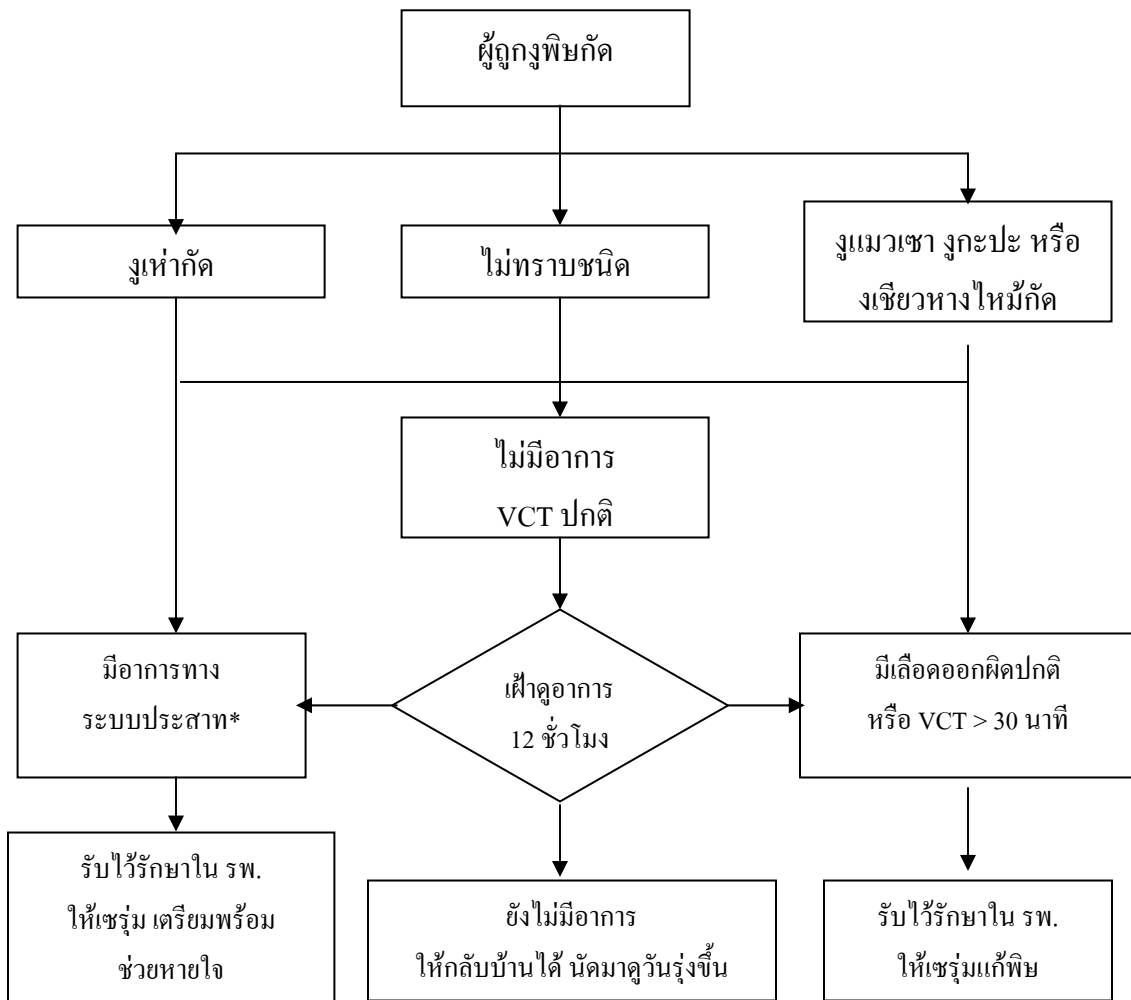 ผู้ถูกงูพิษกัด
งูเห่ากัด
ไม่ทราบชนิด
งูแมวเซา งูกะปะ หรือ
งเขียวหางไหม้กัด
ไม่มีอาการ
VCT ปกติ
มีอาการทาง
ระบบประสาท*
เฝ้าดูอาการ
12 ชั่วโมง
มีเลือดออกผิดปกติ
หรือ VCT > 30 นาที
รับไว้รักษาใน รพ.
ให้เซรุ่ม เตรียมพร้อม
ช่วยหายใจ
ยังไม่มีอาการ
ให้กลับบ้านได้ นัดมาดูวันรุ่งขึ้น
รับไว้รักษาใน รพ.
ให้เซรุ่มแก้พิษ